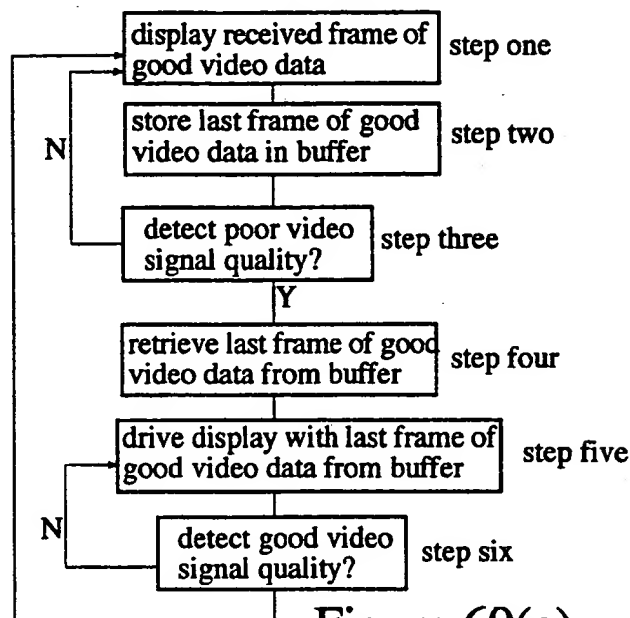 display received frame of
good video data
step one
store last frame of good
video data in buffer
step two
N
detect poor video
signal quality?
step three
Y
retrieve last frame of good
video data from buffer
step four
drive display with last frame of
good video data from buffer
step five
N
detect good video
signal quality?
step six